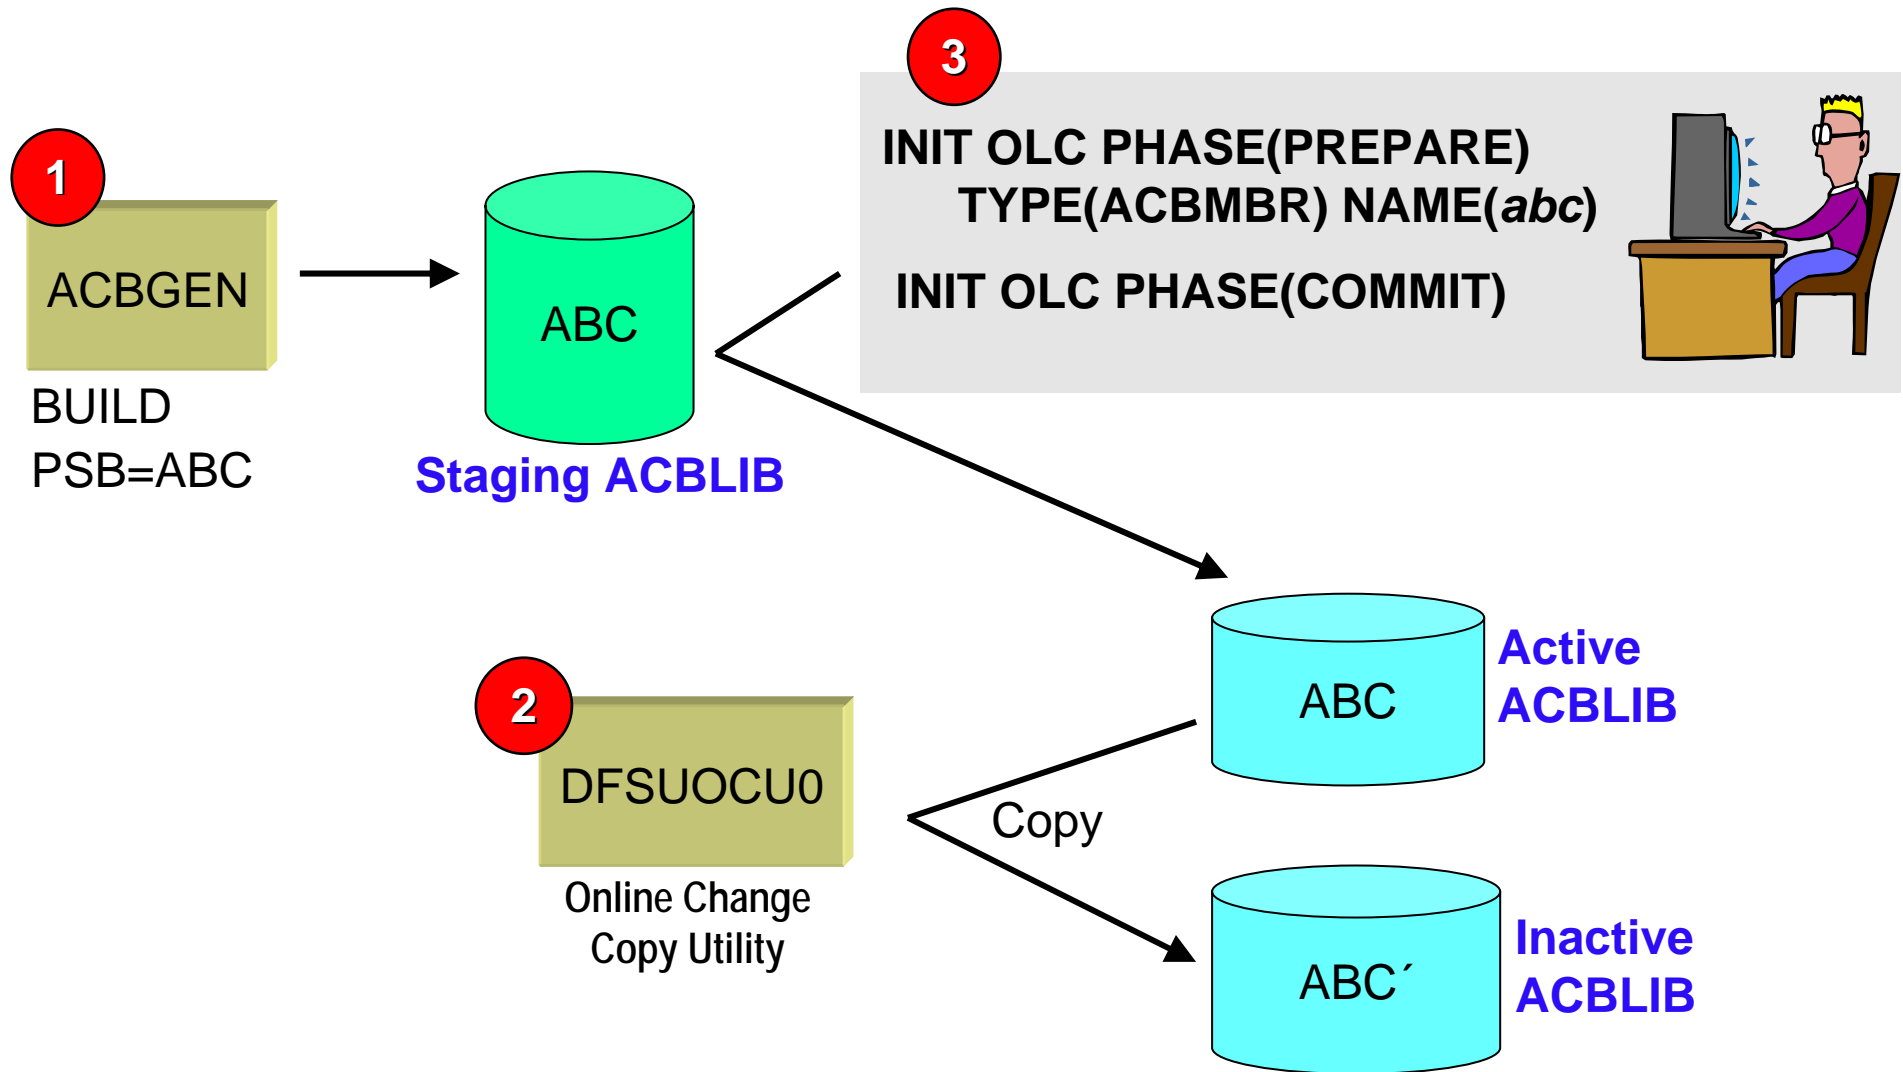 1
ACBGEN
BUILD
PSB=ABC
ABC
Staging ACBLIB
3
INIT OLC PHASE(PREPARE)
TYPE(ACBMBR) NAME(abc)
INIT OLC PHASE(COMMIT)
2
DFSUOCU0
Online Change
Copy Utility
Copy
ABC
Active
ACBLIB
ABC´
Inactive
ACBLIB